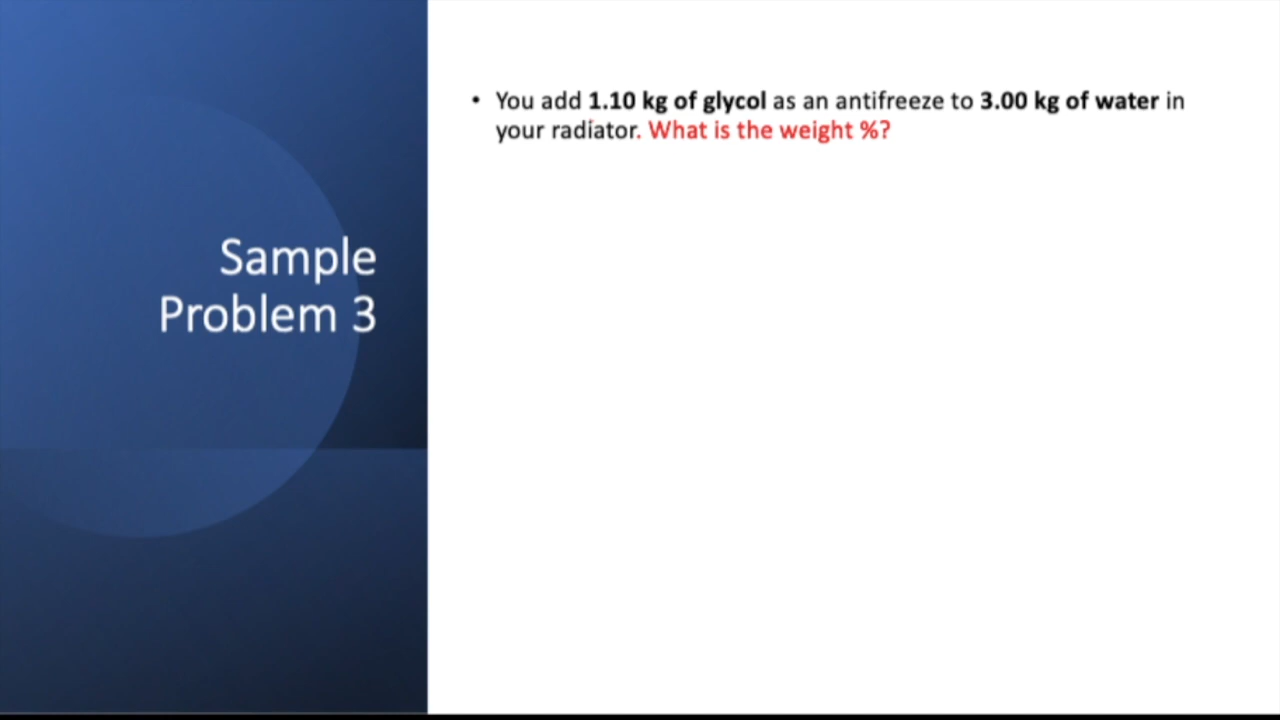 Sample
Problem 3
• You add 1.10 kg of glycol as an antifreeze to 3.00 kg of water in
your radiator. What is the weight %?